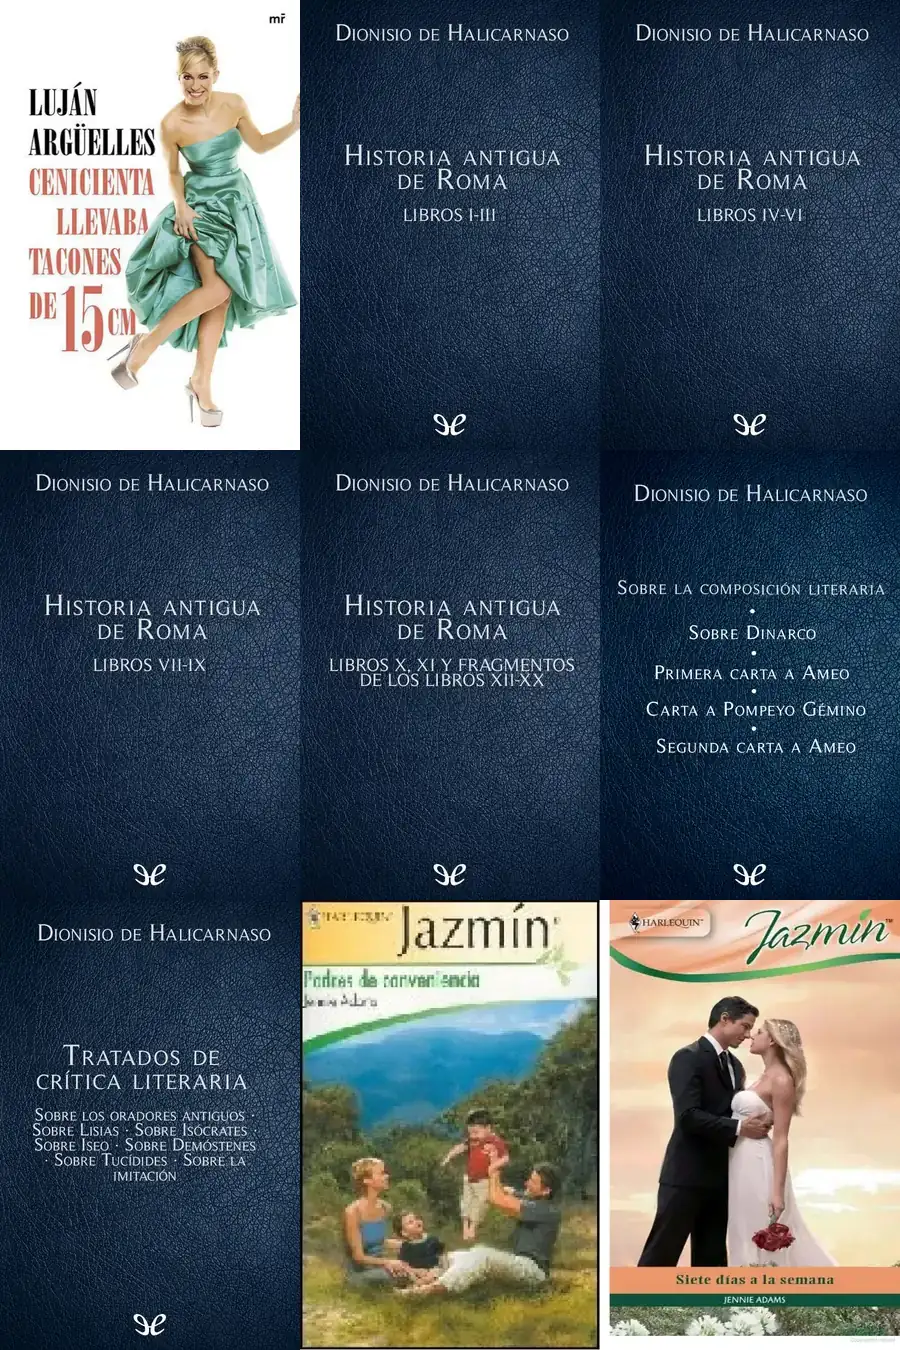 mr
LUJÁN
ARGÜELLES
CENICIENTA
LLEVABA
TACONES
DE 15 CM
DIONISIO DE HALICARNASO
HISTORIA ANTIGUA
DE ROMA
LIBROS I-III
DIONISIO DE HALICARNASO
HISTORIA ANTIGUA
DE ROMA
LIBROS IV-VI
DIONISIO DE HALICARNASO
HISTORIA ANTIGUA
DE ROMA
LIBROS VII-IX
DIONISIO DE HALICARNASO
HISTORIA ANTIGUA
DE ROMA
LIBROS X, XI Y FRAGMENTOS
DE LOS LIBROS XII-XX
DIONISIO DE HALICARNASO
SOBRE LA COMPOSICIÓN LITERARIA
•
SOBRE DINARCO
•
PRIMERA CARTA A AMEO
•
CARTA A POMPEYO GÉMINO
•
SEGUNDA CARTA A AMEO
DIONISIO DE HALICARNASO
TRATADOS DE
CRÍTICA LITERARIA
SOBRE LOS ORADORES ANTIGUOS ·
SOBRE LISIAS · SOBRE ISÓCRATES ·
SOBRE ISEO · SOBRE DEMÓSTENES
· SOBRE TUCÍDIDES · SOBRE LA
IMITACIÓN
HARLEQUIN™
Jazmín®
Padres de conveniencia
Jennie Adams
HARLEQUIN™
Jazmín™
Siete días a la semana
JENNIE ADAMS